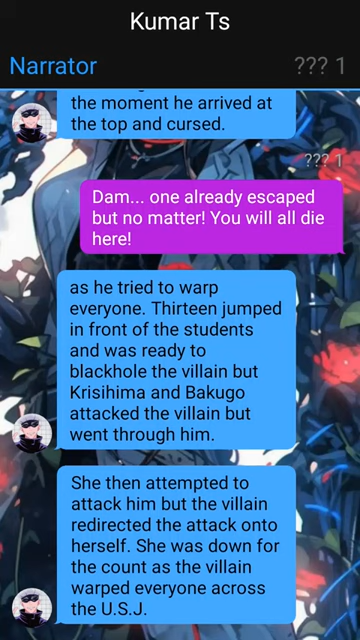 Kumar Ts
Narrator
??? 1
the moment he arrived at
the top and cursed.
??? 1
Dam... one already escaped
but no matter! You will all die
here!
as he tried to warp
everyone. Thirteen jumped
in front of the students
and was ready to
blackhole the villain but
Krisihima and Bakugo
attacked the villain but
went through him.
She then attempted to
attack him but the villain
redirected the attack onto
herself. She was down for
the count as the villain
warped everyone across
the U.S.J.